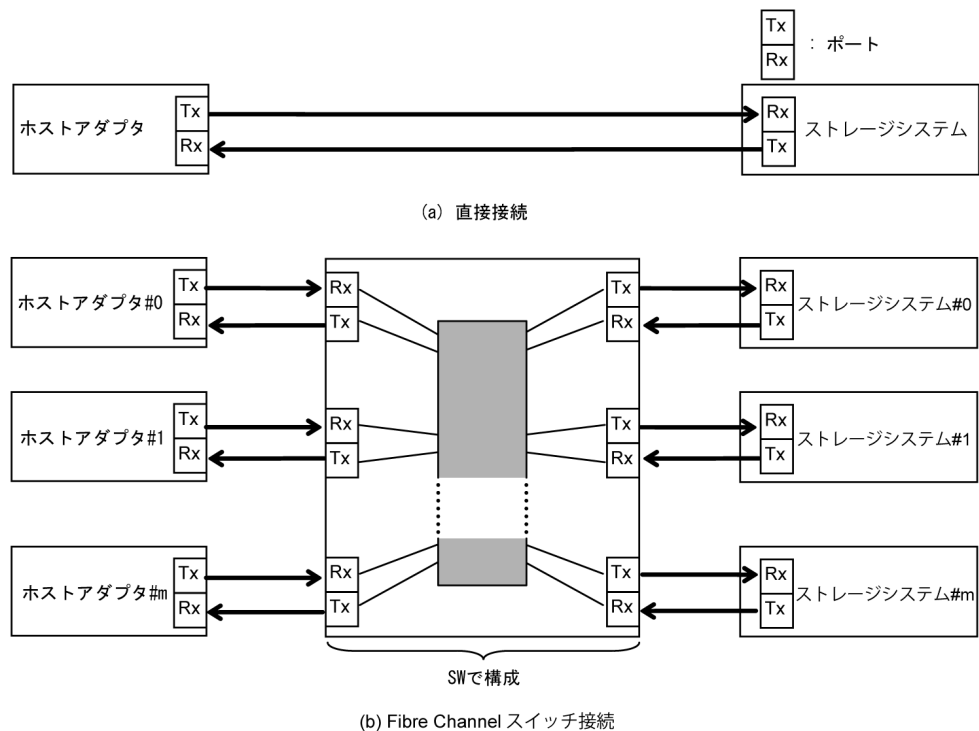 Tx
: ポート
Rx
ホストアダプタ
Tx
Rx
Rx
Tx
ストレージシステム
(a) 直接接続
ホストアダプタ#0
Tx
Rx
Rx
Tx
Tx
Rx
Rx
Tx
ストレージシステム#0
ホストアダプタ#1
Tx
Rx
Rx
Tx
Tx
Rx
Rx
Tx
ストレージシステム#1
ホストアダプタ#m
Tx
Rx
Rx
Tx
Tx
Rx
Rx
Tx
ストレージシステム#m
SWで構成
(b) Fibre Channel スイッチ接続